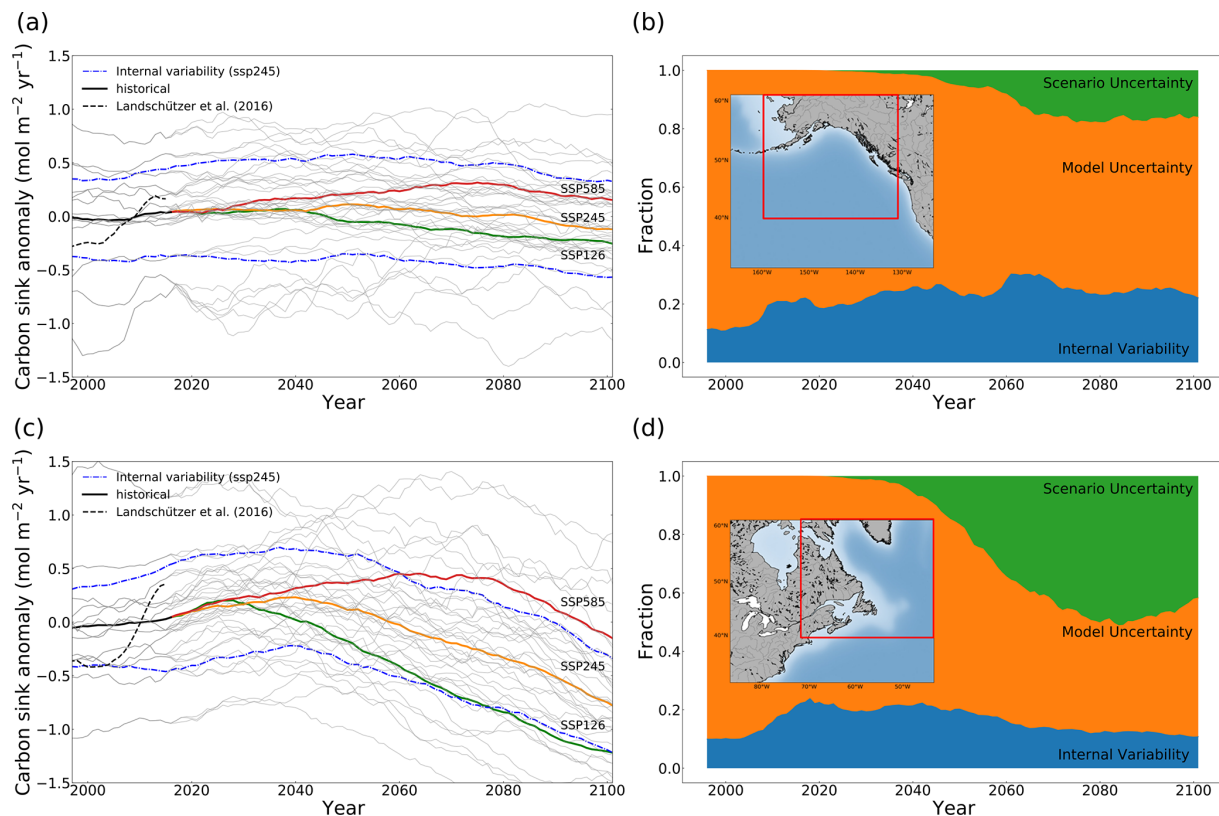 (a)
Carbon sink anomaly (mol m−2 yr−1)
1.5
1.0
0.5
0.0
−0.5
−1.0
−1.5
Internal variability (ssp245)
historical
Landschützer et al. (2016)
SSP585
SSP245
SSP126
2000 2020 2040 2060 2080 2100
Year
(b)
Fraction
1.0
0.8
0.6
0.4
0.2
0.0
Scenario Uncertainty
Model Uncertainty
Internal Variability
60°N
50°N
40°N
160°W 150°W 140°W 130°W
2000 2020 2040 2060 2080 2100
Year
(c)
Carbon sink anomaly (mol m−2 yr−1)
1.5
1.0
0.5
0.0
−0.5
−1.0
−1.5
Internal variability (ssp245)
historical
Landschützer et al. (2016)
SSP585
SSP245
SSP126
2000 2020 2040 2060 2080 2100
Year
(d)
Fraction
1.0
0.8
0.6
0.4
0.2
0.0
Scenario Uncertainty
Model Uncertainty
Internal Variability
60°N
50°N
40°N
80°W 70°W 60°W 50°W
2000 2020 2040 2060 2080 2100
Year